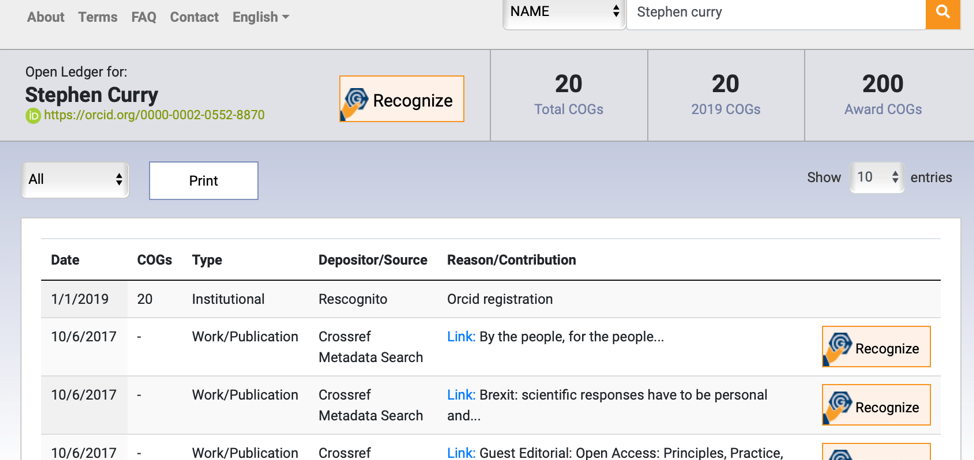 About Terms FAQ Contact English
NAME Stephen curry
Open Ledger for:
Stephen Curry
iD https://orcid.org/0000-0002-0552-8870
Recognize
20
Total COGs
20
2019 COGs
200
Award COGs
All Print Show 10 entries
Date COGs Type Depositor/Source Reason/Contribution
1/1/2019 20 Institutional Rescognito Orcid registration
10/6/2017 - Work/Publication Crossref Link: By the people, for the people... Recognize
Metadata Search
10/6/2017 - Work/Publication Crossref Link: Brexit: scientific responses have to be personal Recognize
Metadata Search and...
10/6/2017 - Work/Publication Crossref Link: Guest Editorial: Open Access: Principles, Practice,